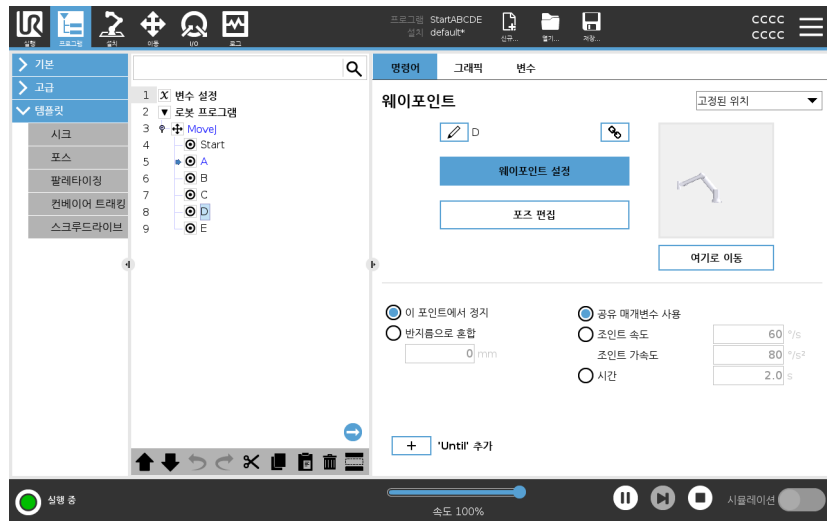 UR
실행
프로그램
설치
이동
I/O
로그
프로그램 StartABCDE
설치 default*
신규...
열기...
저장...
cccc
cccc
기본
고급
템플릿
시크
포스
팔레타이징
컨베이어 트래킹
스크루드라이브
1 X 변수 설정
2 로봇 프로그램
3 MoveJ
4 Start
5 A
6 B
7 C
8 D
9 E
명령어 그래픽 변수
웨이포인트
고정된 위치
D
웨이포인트 설정
포즈 편집
여기로 이동
이 포인트에서 정지
반지름으로 혼합
0 mm
공유 매개변수 사용
조인트 속도 60 °/s
조인트 가속도 80 °/s²
시간 2.0 s
+ 'Until' 추가
실행 중
속도 100%
시뮬레이션